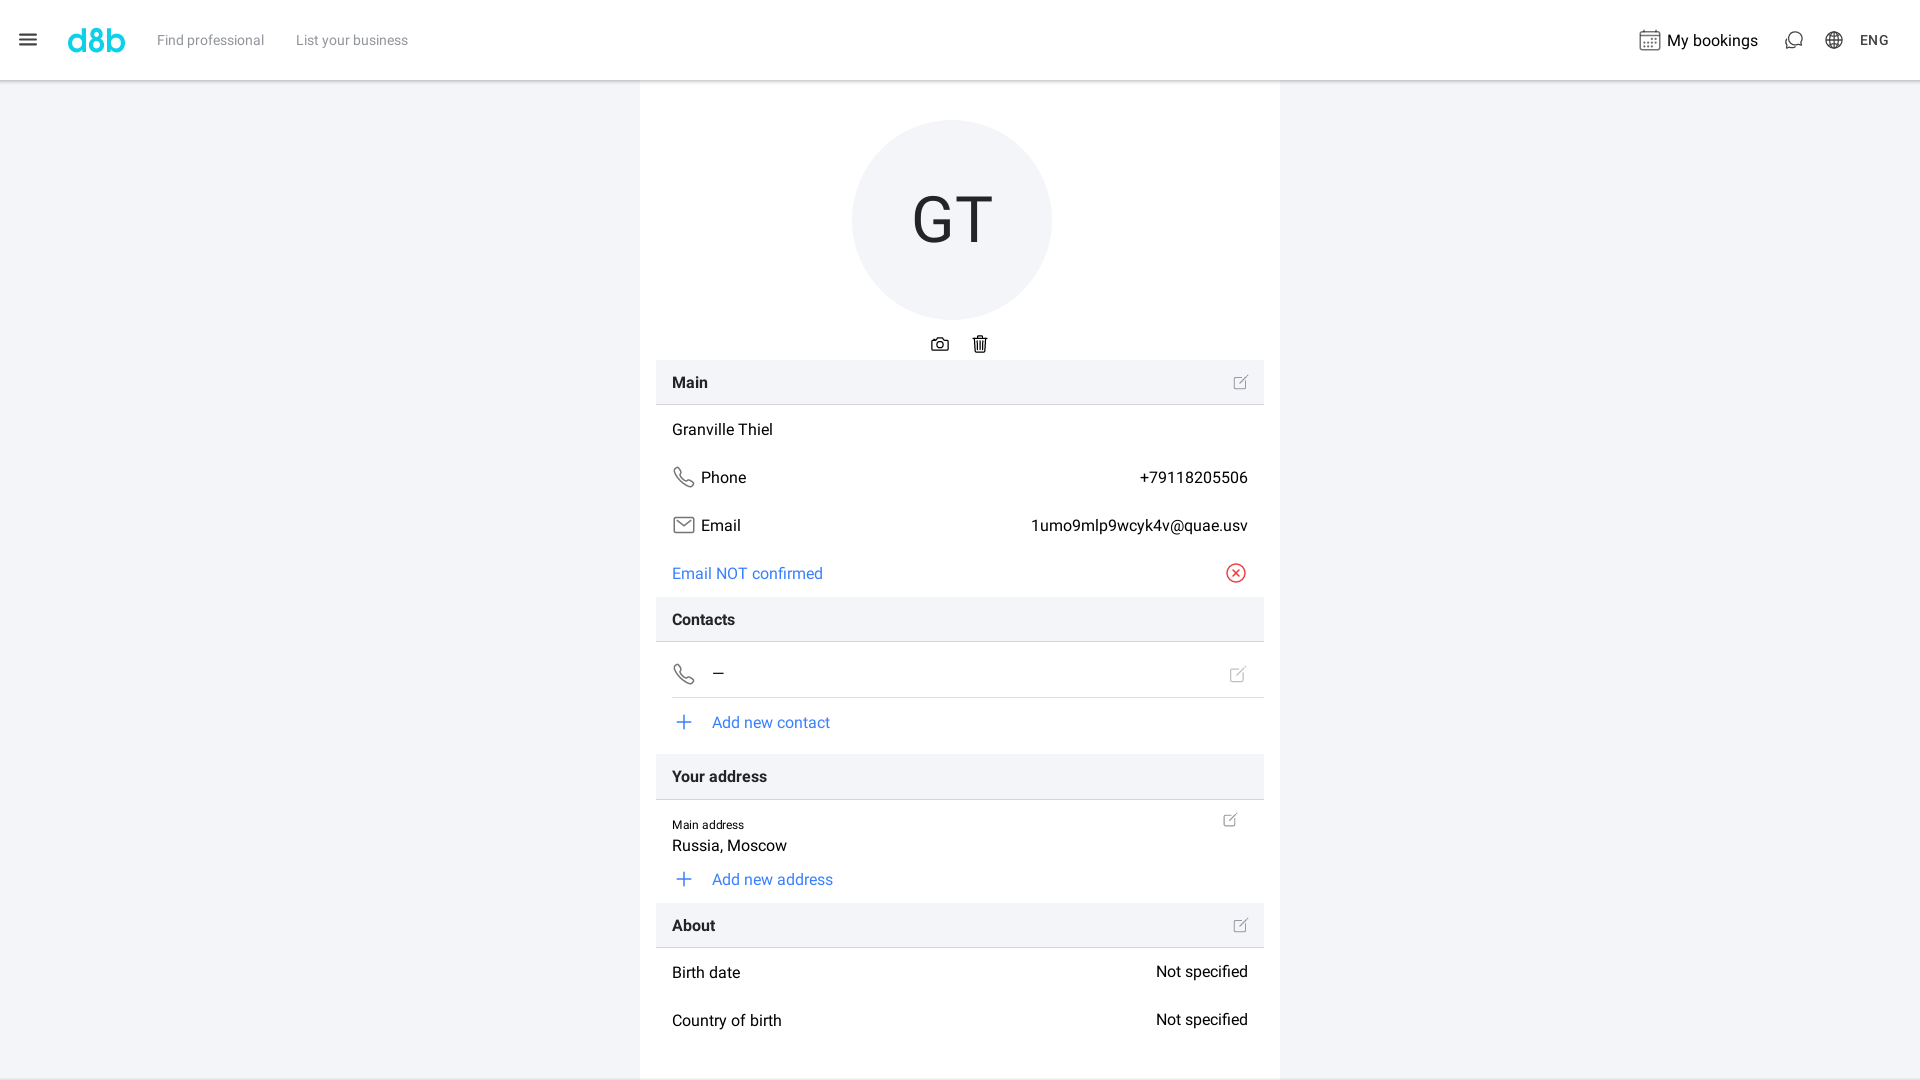 d8b
Find professional
List your business
My bookings
ENG
GT
Main
Granville Thiel
Phone
+79118205506
Email
1umo9mlp9wcyk4v@quae.usv
Email NOT confirmed
Contacts
—
Add new contact
Your address
Main address
Russia, Moscow
Add new address
About
Birth date
Not specified
Country of birth
Not specified